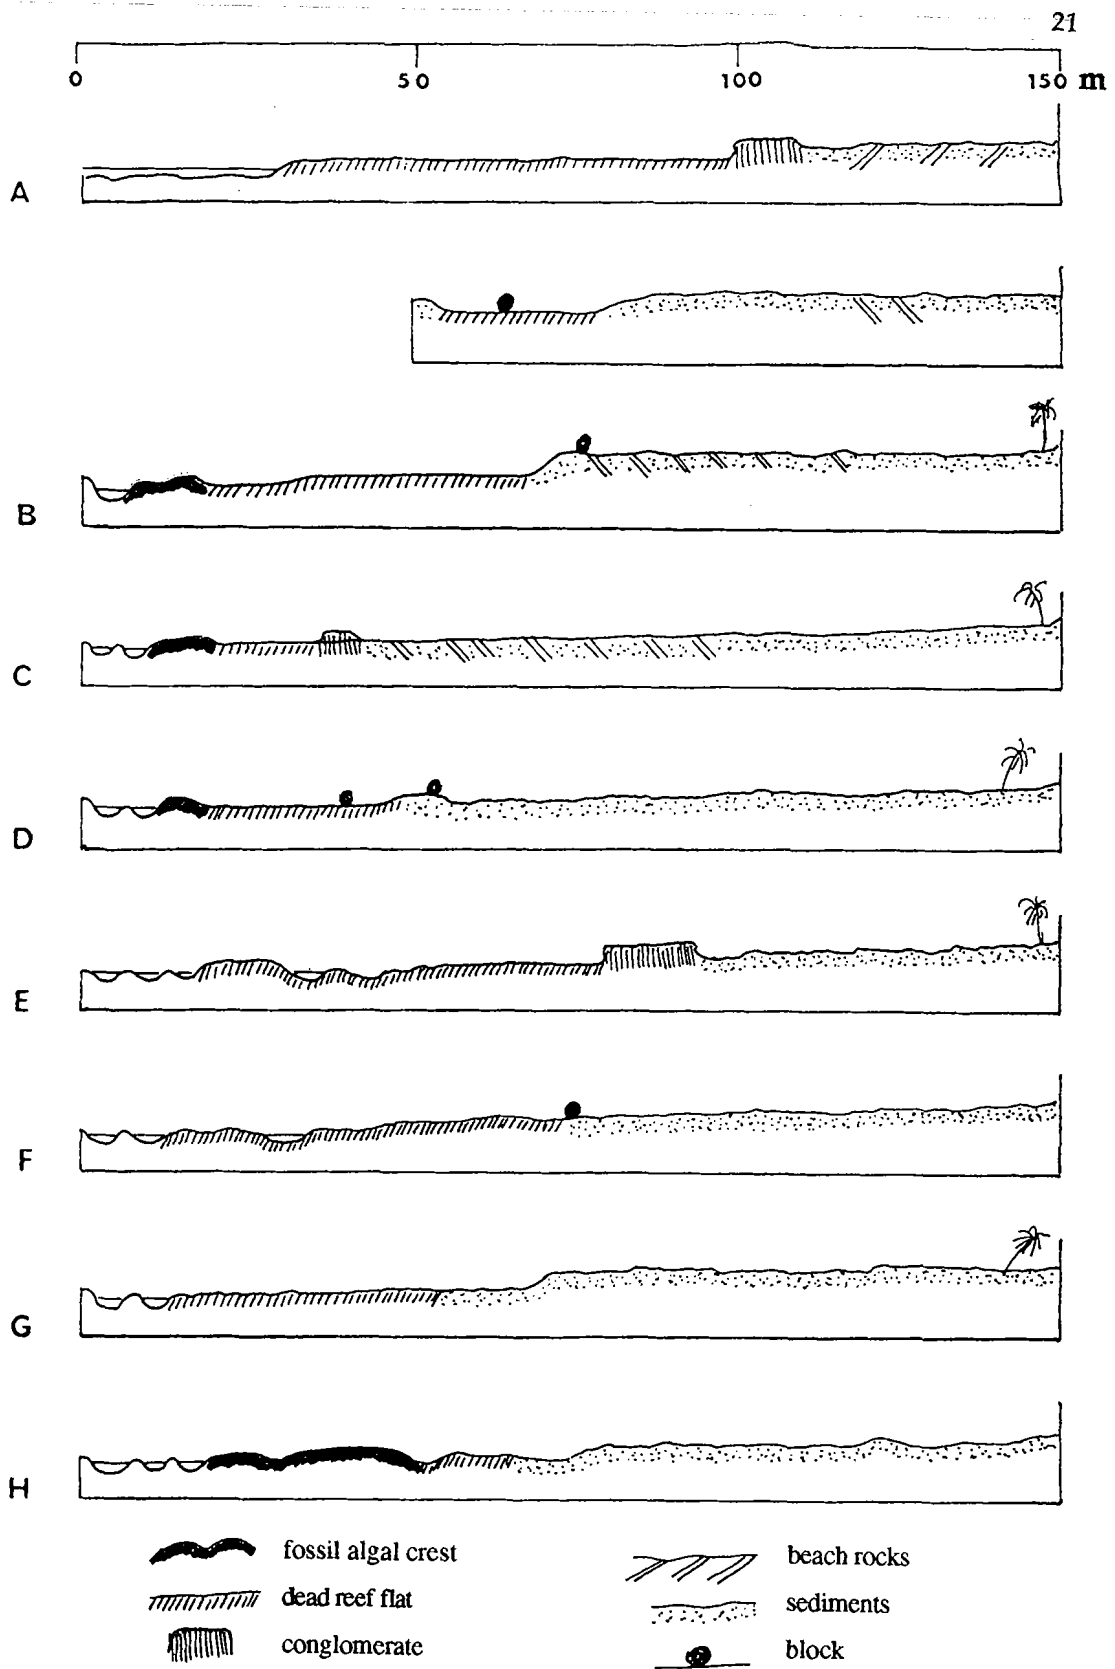 21
0 50 100 150 m
A
B
C
D
E
F
G
H
fossil algal crest
dead reef flat
conglomerate
beach rocks
sediments
block